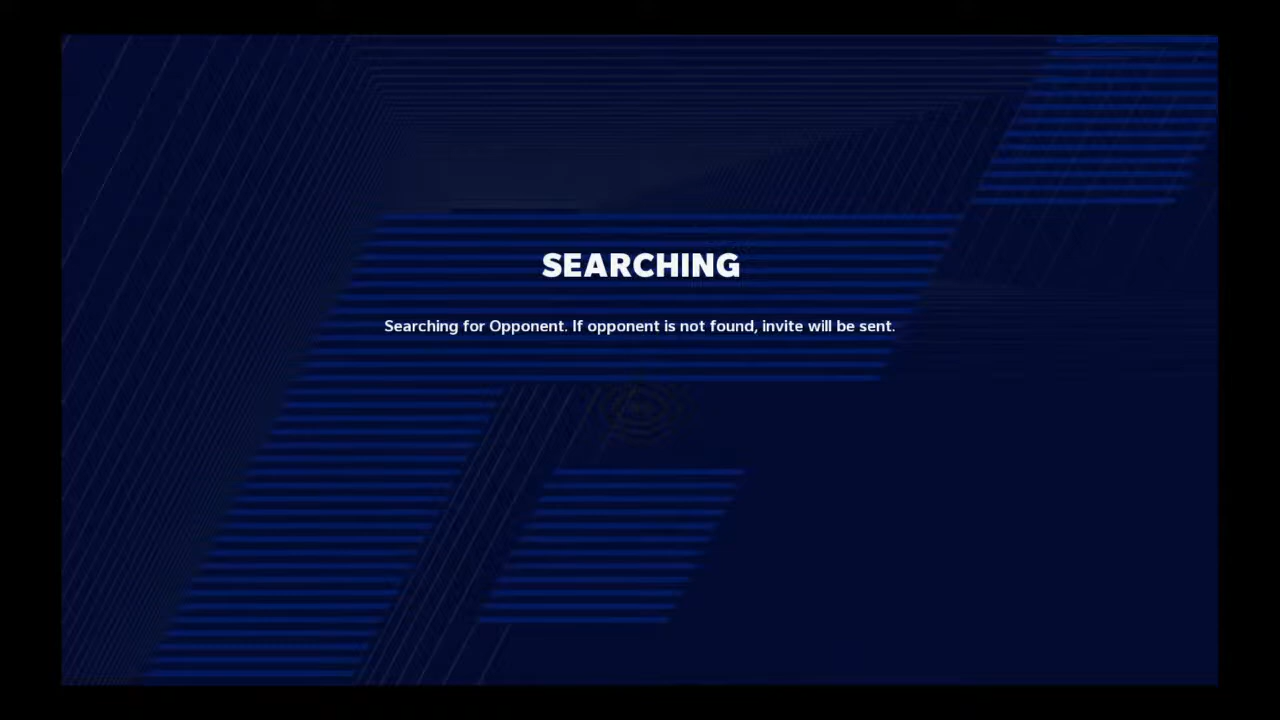 SEARCHING
Searching for Opponent. If opponent is not found, invite will be sent.